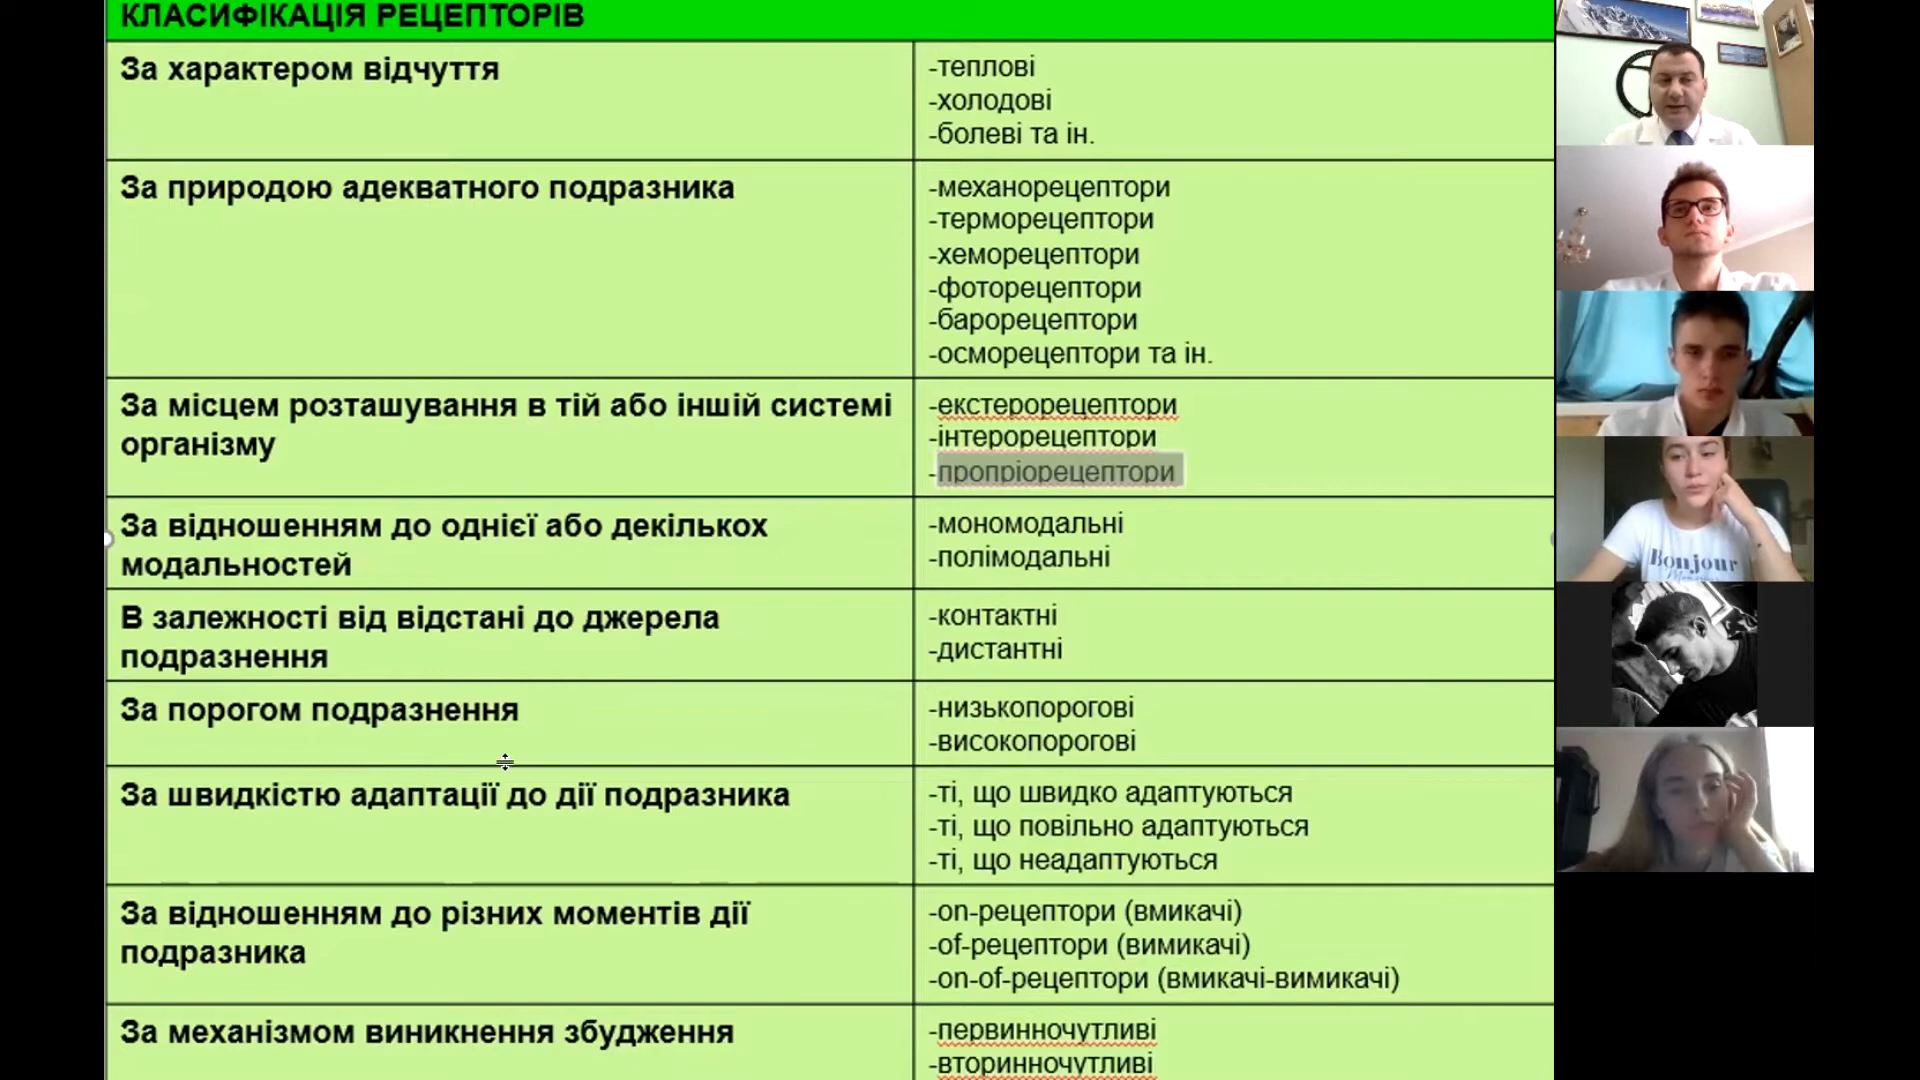 КЛАСИФІКАЦІЯ РЕЦЕПТОРІВ
За характером відчуття
-теплові
-холодові
-болеві та ін.
За природою адекватного подразника
-механорецептори
-терморецептори
-хеморецептори
-фоторецептори
-барорецептори
-осморецептори та ін.
За місцем розташування в тій або іншій системі
організму
-екстерорецептори
-інтерорецептори
-пропріорецептори
За відношенням до однієї або декількох
модальностей
-мономодальні
-полімодальні
В залежності від відстані до джерела
подразнення
-контактні
-дистантні
За порогом подразнення
-низькопорогові
-високопорогові
За швидкістю адаптації до дії подразника
-ті, що швидко адаптуються
-ті, що повільно адаптуються
-ті, що неадаптуються
За відношенням до різних моментів дії
подразника
-on-рецептори (вмикачі)
-of-рецептори (вимикачі)
-on-of-рецептори (вмикачі-вимикачі)
За механізмом виникнення збудження
-первинночутливі
-вторинночутливі
Bonjour